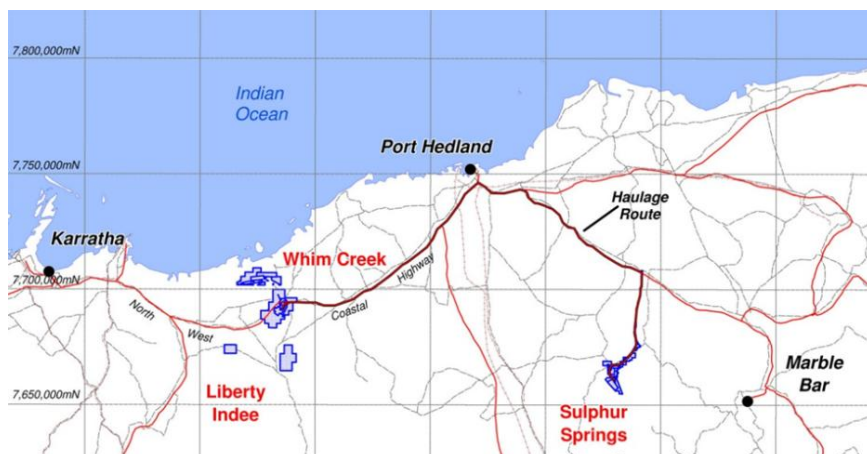 7,800,000mN
Indian
Ocean
Port Hedland
7,750,000mN
Haulage
Route
Karratha
Whim Creek
7,700,000mN
North
West
Coastal
Highway
Marble
Bar
Liberty
Indee
Sulphur
Springs
7,650,000mN